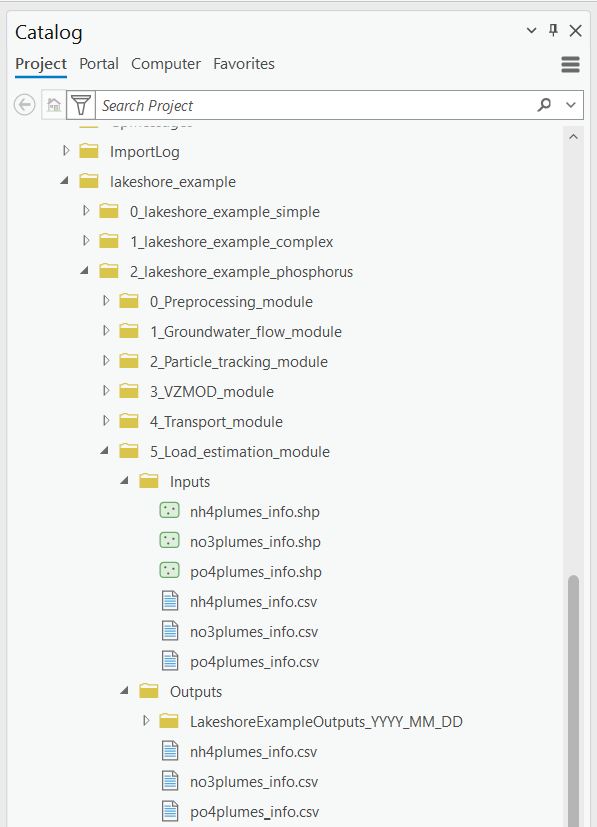 Catalog
Project Portal Computer Favorites
Search Project
ImportLog
lakeshore_example
0_lakeshore_example_simple
1_lakeshore_example_complex
2_lakeshore_example_phosphorus
0_Preprocessing_module
1_Groundwater_flow_module
2_Particle_tracking_module
3_VZMOD_module
4_Transport_module
5_Load_estimation_module
Inputs
nh4plumes_info.shp
no3plumes_info.shp
po4plumes_info.shp
nh4plumes_info.csv
no3plumes_info.csv
po4plumes_info.csv
Outputs
LakeshoreExampleOutputs_YYYY_MM_DD
nh4plumes_info.csv
no3plumes_info.csv
po4plumes_info.csv